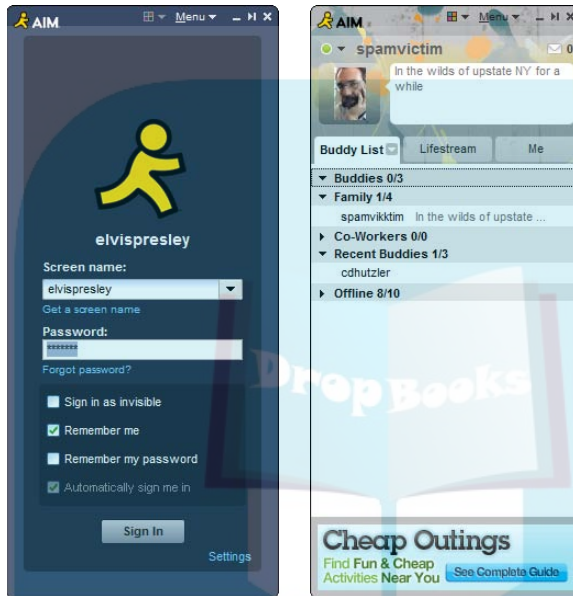 AIM
Menu
elvispresley
Screen name:
elvispresley
Get a screen name
Password:
*******
Forgot password?
Sign in as invisible
Remember me
Remember my password
Automatically sign me in
Sign In
Settings
AIM
Menu
spamvictim
0
In the wilds of upstate NY for a
while
Buddy List
Lifestream
Me
Buddies 0/3
Family 1/4
spamvikktim In the wilds of upstate ...
Co-Workers 0/0
Recent Buddies 1/3
cdhutzler
Offline 8/10
DropBooks
Cheap Outings
Find Fun & Cheap
Activities Near You
See Complete Guide